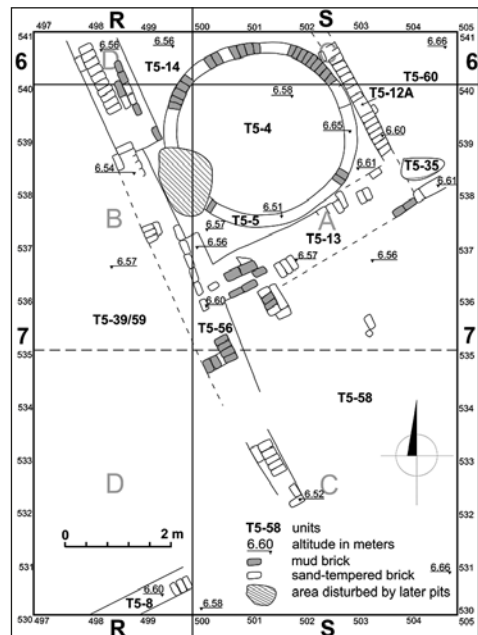 R S
497 498 499 500 501 502 503 504 505
541 541
6 6
6.56 6.56 6.66
D T5-14 T5-60
540 540
6.58 T5-12A
T5-4
6.65 6.60
539 539
6.54 6.61 T5-35
6.61
538 538
6.51
B T5-5 A
6.57
T5-13
537 6.56 537
6.57 6.57 6.56
536 6.60 536
T5-39/59 T5-56
7 7
535 535
T5-58
534 534
533 533
D C
6.52
532 532
0 2 m
T5-58 units
6.60 altitude in meters
mud brick
531 sand-tempered brick 531
6.66
6.60 area disturbed by later pits
T5-8
6.58
530 530
497 498 499 500 501 502 503 504 505
R S